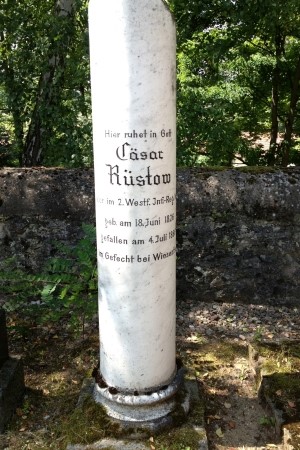 Hier ruhet in Gott
Cäsar
Rüstow
im 2. Westf. Inf.
geb. am 18. Juni
gefallen am 4. Juli
Gefecht bei